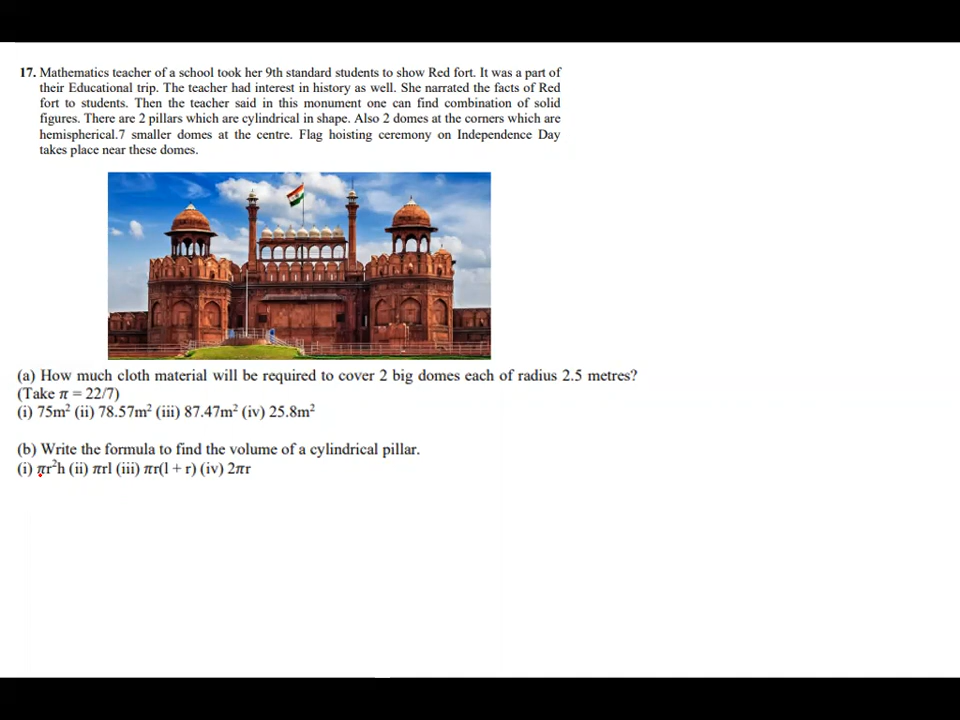 17. Mathematics teacher of a school took her 9th standard students to show Red fort. It was a part of
their Educational trip. The teacher had interest in history as well. She narrated the facts of Red
fort to students. Then the teacher said in this monument one can find combination of solid
figures. There are 2 pillars which are cylindrical in shape. Also 2 domes at the corners which are
hemispherical.7 smaller domes at the centre. Flag hoisting ceremony on Independence Day
takes place near these domes.
(a) How much cloth material will be required to cover 2 big domes each of radius 2.5 metres?
(Take π = 22/7)
(i) 75m² (ii) 78.57m² (iii) 87.47m² (iv) 25.8m²
(b) Write the formula to find the volume of a cylindrical pillar.
(i) πr²h (ii) πrl (iii) πr(l + r) (iv) 2πr